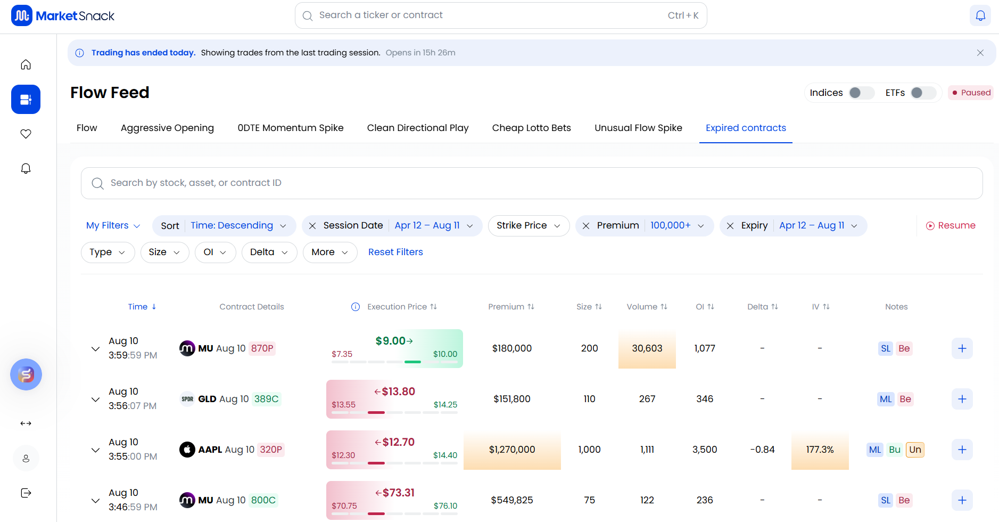 MarketSnack
Search a ticker or contract Ctrl + K
Trading has ended today. Showing trades from the last trading session. Opens in 15h 26m
Flow Feed
Indices ETFs Paused
Flow Aggressive Opening 0DTE Momentum Spike Clean Directional Play Cheap Lotto Bets Unusual Flow Spike Expired contracts
Search by stock, asset, or contract ID
My Filters Sort Time: Descending Session Date Apr 12 – Aug 11 Strike Price Premium 100,000+ Expiry Apr 12 – Aug 11 Resume
Type Size OI Delta More Reset Filters
Time ↓ Contract Details Execution Price Premium Size Volume OI Delta IV Notes
Aug 10
3:59:59 PM
MU Aug 10 870P
$9.00→
$7.35 $10.00
$180,000 200 30,603 1,077 - - SL Be +
Aug 10
3:56:07 PM
SPDR GLD Aug 10 389C
←$13.80
$13.55 $14.25
$151,800 110 267 346 - - ML Be +
Aug 10
3:55:00 PM
AAPL Aug 10 320P
←$12.70
$12.30 $14.40
$1,270,000 1,000 1,111 3,500 -0.84 177.3% ML Bu Un +
Aug 10
3:46:59 PM
MU Aug 10 800C
←$73.31
$70.75 $76.10
$549,825 75 122 236 - - SL Be +